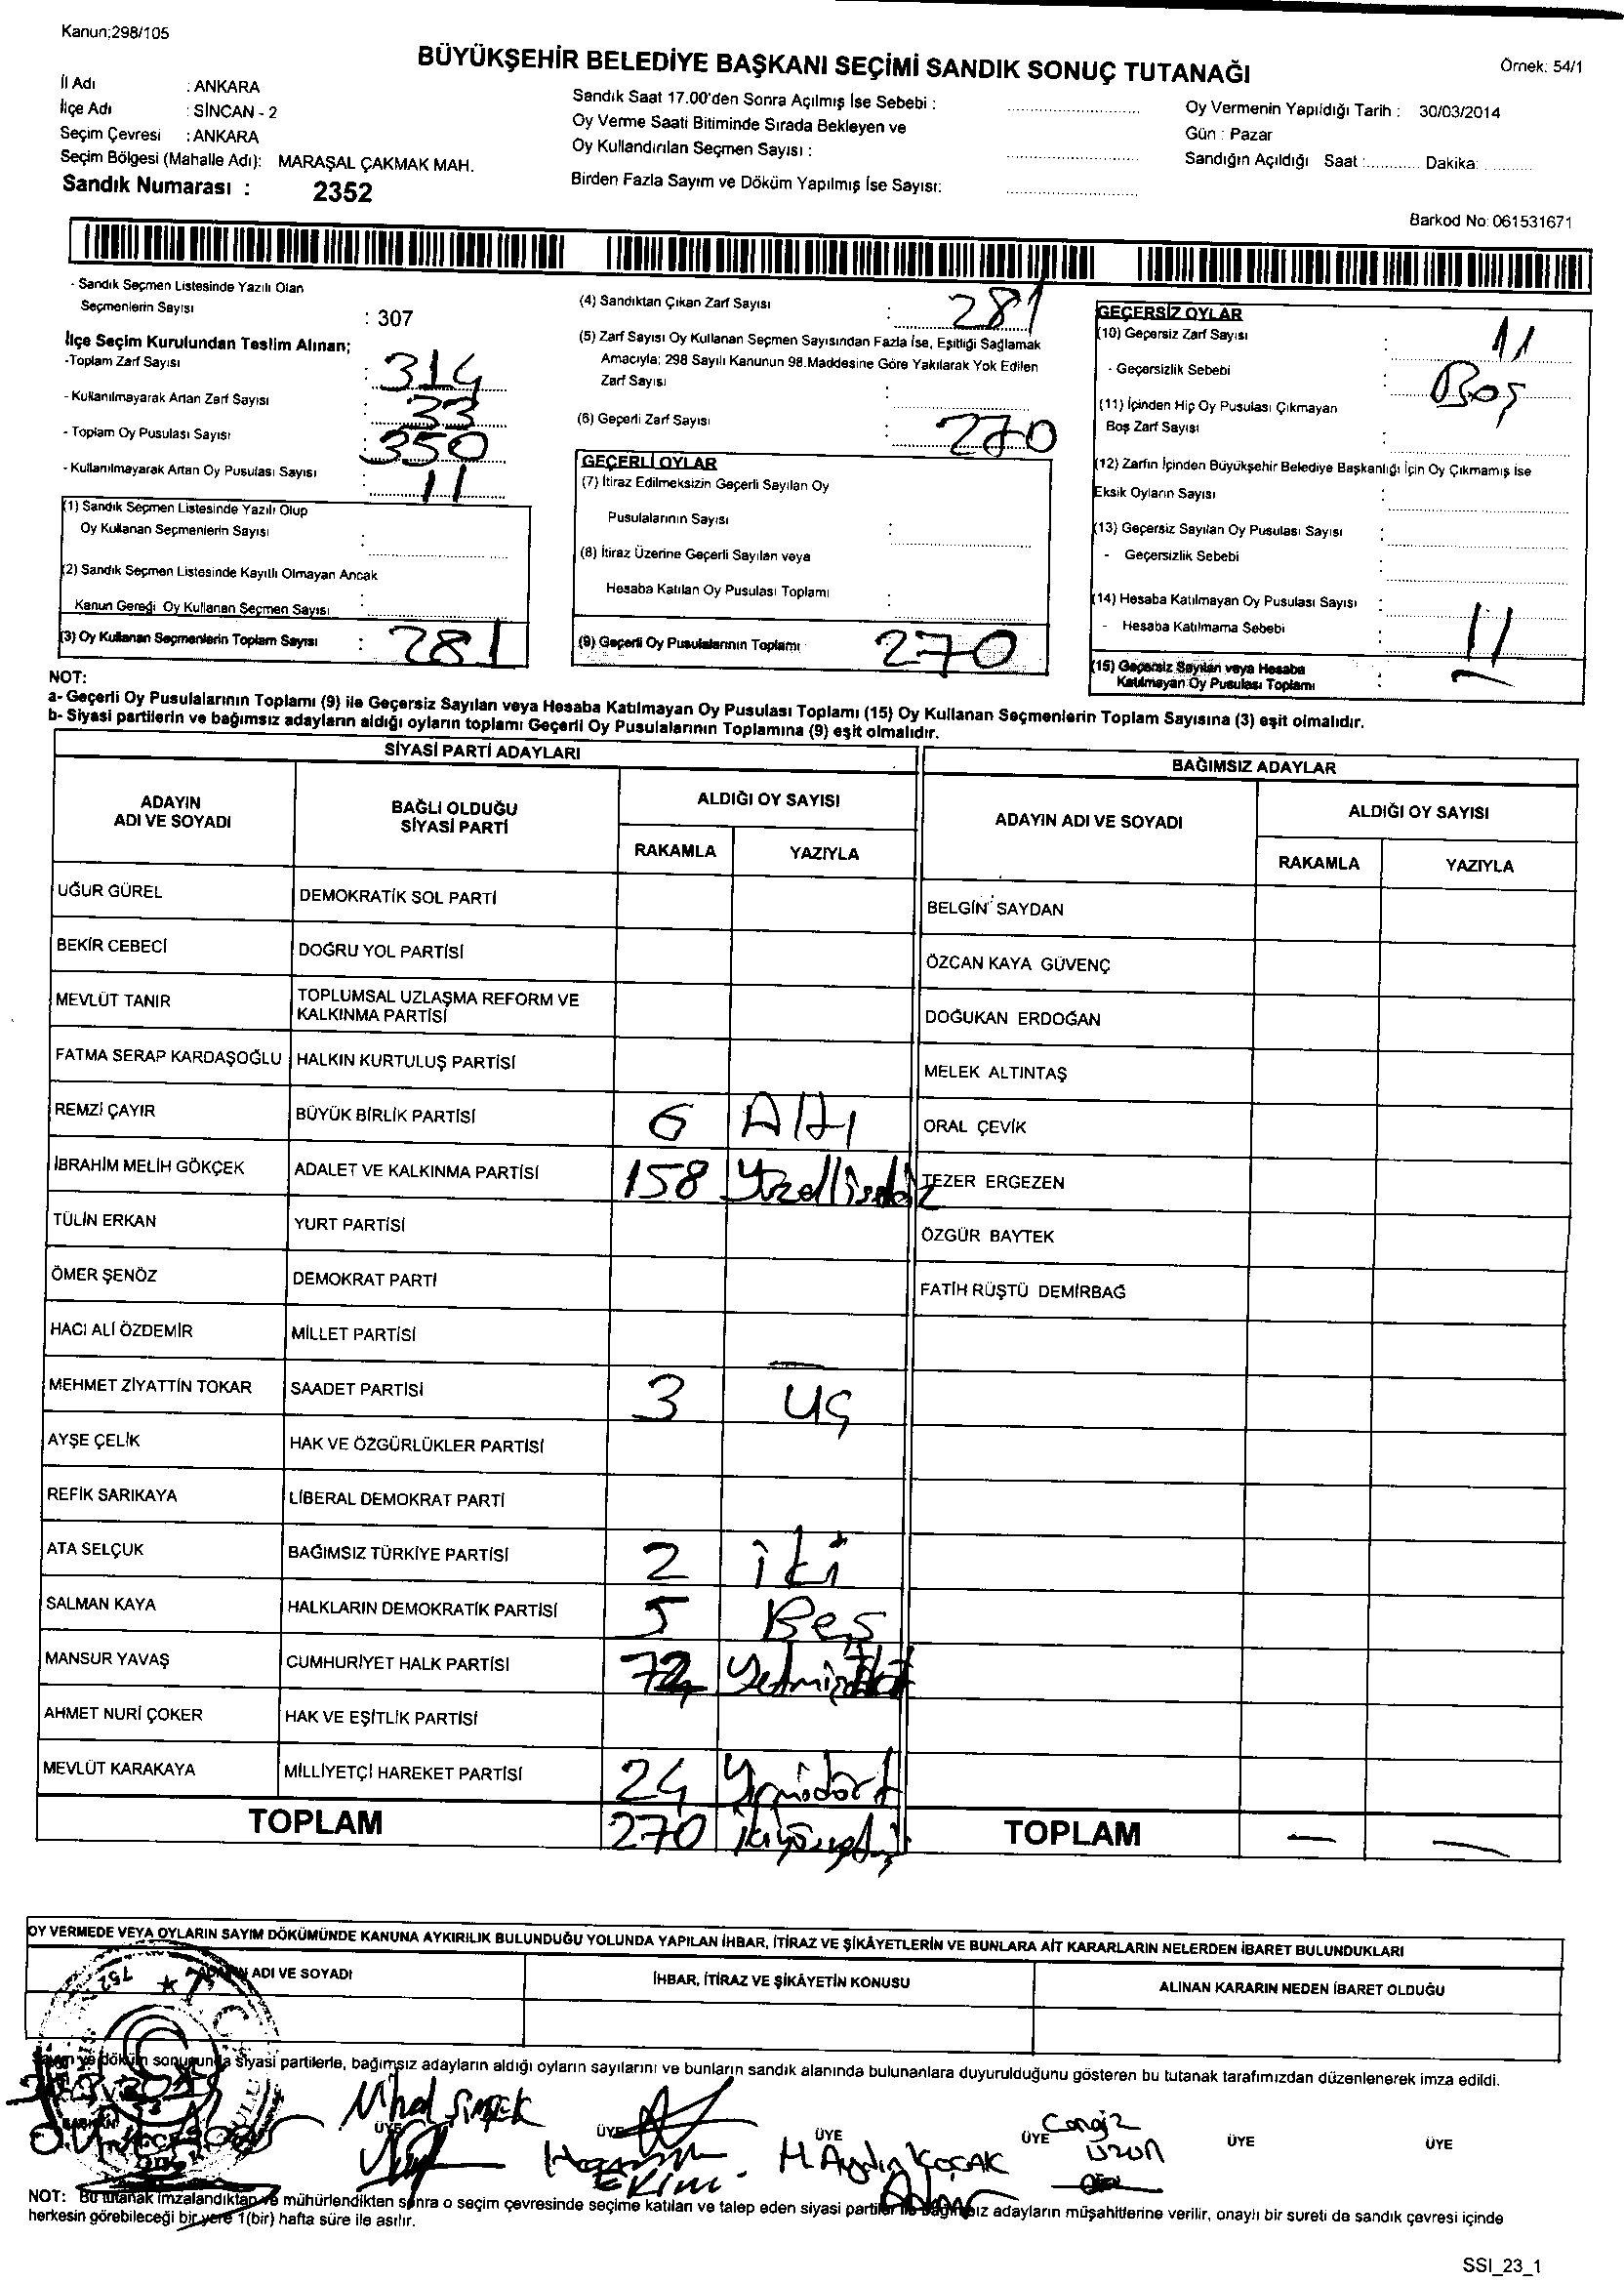 Kanun;298/105
BÜYÜKŞEHİR BELEDİYE BAŞKANI SEÇİMİ SANDIK SONUÇ TUTANAĞI
Örnek: 54/1
İl Adı : ANKARA
İlçe Adı : SİNCAN - 2
Seçim Çevresi : ANKARA
Seçim Bölgesi (Mahalle Adı): MARAŞAL ÇAKMAK MAH.
Sandık Numarası : 2352
Sandık Saat 17.00'den Sonra Açılmış İse Sebebi :
Oy Verme Saati Bitiminde Sırada Bekleyen ve
Oy Kullandırılan Seçmen Sayısı :
Birden Fazla Sayım ve Döküm Yapılmış İse Sayısı:
Oy Vermenin Yapıldığı Tarih : 30/03/2014
Gün : Pazar
Sandığın Açıldığı Saat : Dakika:
Barkod No: 061531671
- Sandık Seçmen Listesinde Yazılı Olan
Seçmenlerin Sayısı : 307
İlçe Seçim Kurulundan Teslim Alınan;
-Toplam Zarf Sayısı : 314
- Kullanılmayarak Artan Zarf Sayısı : 33
- Toplam Oy Pusulası Sayısı : 350
- Kullanılmayarak Artan Oy Pusulası Sayısı : 11
(1) Sandık Seçmen Listesinde Yazılı Olup
Oy Kullanan Seçmenlerin Sayısı :
(2) Sandık Seçmen Listesinde Kayıtlı Olmayan Ancak
Kanun Gereği Oy Kullanan Seçmen Sayısı :
(3) Oy Kullanan Seçmenlerin Toplam Sayısı : 281
(4) Sandıktan Çıkan Zarf Sayısı : 281
(5) Zarf Sayısı Oy Kullanan Seçmen Sayısından Fazla İse, Eşitliği Sağlamak
Amacıyla; 298 Sayılı Kanunun 98.Maddesine Göre Yakılarak Yok Edilen
Zarf Sayısı :
(6) Geçerli Zarf Sayısı : 270
GEÇERLİ OYLAR
(7) İtiraz Edilmeksizin Geçerli Sayılan Oy
Pusulalarının Sayısı :
(8) İtiraz Üzerine Geçerli Sayılan veya
Hesaba Katılan Oy Pusulası Toplamı :
(9) Geçerli Oy Pusulalarının Toplamı : 270
GEÇERSİZ OYLAR
(10) Geçersiz Zarf Sayısı : 11
- Geçersizlik Sebebi : Boş
(11) İçinden Hiç Oy Pusulası Çıkmayan
Boş Zarf Sayısı :
(12) Zarfın İçinden Büyükşehir Belediye Başkanlığı İçin Oy Çıkmamış İse
Eksik Oyların Sayısı :
(13) Geçersiz Sayılan Oy Pusulası Sayısı :
- Geçersizlik Sebebi :
(14) Hesaba Katılmayan Oy Pusulası Sayısı :
- Hesaba Katılmama Sebebi :
(15) Geçersiz Sayılan veya Hesaba
Katılmayan Oy Pusulası Toplamı : 11
NOT:
a- Geçerli Oy Pusulalarının Toplamı (9) ile Geçersiz Sayılan veya Hesaba Katılmayan Oy Pusulası Toplamı (15) Oy Kullanan Seçmenlerin Toplam Sayısına (3) eşit olmalıdır.
b- Siyasi partilerin ve bağımsız adayların aldığı oyların toplamı Geçerli Oy Pusulalarının Toplamına (9) eşit olmalıdır.
SİYASİ PARTİ ADAYLARI
ADAYIN ADI VE SOYADI
BAĞLI OLDUĞU SİYASİ PARTİ
ALDIĞI OY SAYISI
RAKAMLA YAZIYLA
UĞUR GÜREL DEMOKRATİK SOL PARTİ
BEKİR CEBECİ DOĞRU YOL PARTİSİ
MEVLÜT TANIR TOPLUMSAL UZLAŞMA REFORM VE KALKINMA PARTİSİ
FATMA SERAP KARDAŞOĞLU HALKIN KURTULUŞ PARTİSİ
REMZİ ÇAYIR BÜYÜK BİRLİK PARTİSİ 6 Altı
İBRAHİM MELİH GÖKÇEK ADALET VE KALKINMA PARTİSİ 158 Yüzellisekiz
TÜLİN ERKAN YURT PARTİSİ
ÖMER ŞENÖZ DEMOKRAT PARTİ
HACI ALİ ÖZDEMİR MİLLET PARTİSİ
MEHMET ZİYATTİN TOKAR SAADET PARTİSİ 3 Üç
AYŞE ÇELİK HAK VE ÖZGÜRLÜKLER PARTİSİ
REFİK SARIKAYA LİBERAL DEMOKRAT PARTİ
ATA SELÇUK BAĞIMSIZ TÜRKİYE PARTİSİ 2 iki
SALMAN KAYA HALKLARIN DEMOKRATİK PARTİSİ 5 Beş
MANSUR YAVAŞ CUMHURİYET HALK PARTİSİ 72 Yetmişiki
AHMET NURİ ÇOKER HAK VE EŞİTLİK PARTİSİ
MEVLÜT KARAKAYA MİLLİYETÇİ HAREKET PARTİSİ 24 Yirmidört
TOPLAM 270 ikiyüzyetmiş
BAĞIMSIZ ADAYLAR
ADAYIN ADI VE SOYADI
ALDIĞI OY SAYISI
RAKAMLA YAZIYLA
BELGİN SAYDAN
ÖZCAN KAYA GÜVENÇ
DOĞUKAN ERDOĞAN
MELEK ALTINTAŞ
ORAL ÇEVİK
TEZER ERGEZEN
ÖZGÜR BAYTEK
FATİH RÜŞTÜ DEMİRBAĞ
TOPLAM — —
OY VERMEDE VEYA OYLARIN SAYIM DÖKÜMÜNDE KANUNA AYKIRILIK BULUNDUĞU YOLUNDA YAPILAN İHBAR, İTİRAZ VE ŞİKÂYETLERİN VE BUNLARA AİT KARARLARIN NELERDEN İBARET BULUNDUKLARI
ADI VE SOYADI
İHBAR, İTİRAZ VE ŞİKÂYETİN KONUSU
ALINAN KARARIN NEDEN İBARET OLDUĞU
Sayım ve döküm sonucunda siyasi partilerle, bağımsız adayların aldığı oyların sayılarını ve bunların sandık alanında bulunanlara duyurulduğunu gösteren bu tutanak tarafımızdan düzenlenerek imza edildi.
BAŞKAN ÜYE ÜYE ÜYE ÜYE ÜYE ÜYE
Nihal Şimşek
EKİM
H. Aydın KOÇAK
Cengiz
UZUN
NOT: Bu tutanak imzalandıktan ve mühürlendikten sonra o seçim çevresinde seçime katılan ve talep eden siyasi partiler ile bağımsız adayların müşahitlerine verilir, onaylı bir sureti de sandık çevresi içinde
herkesin görebileceği bir yere 1(bir) hafta süre ile asılır.
SSI_23_1